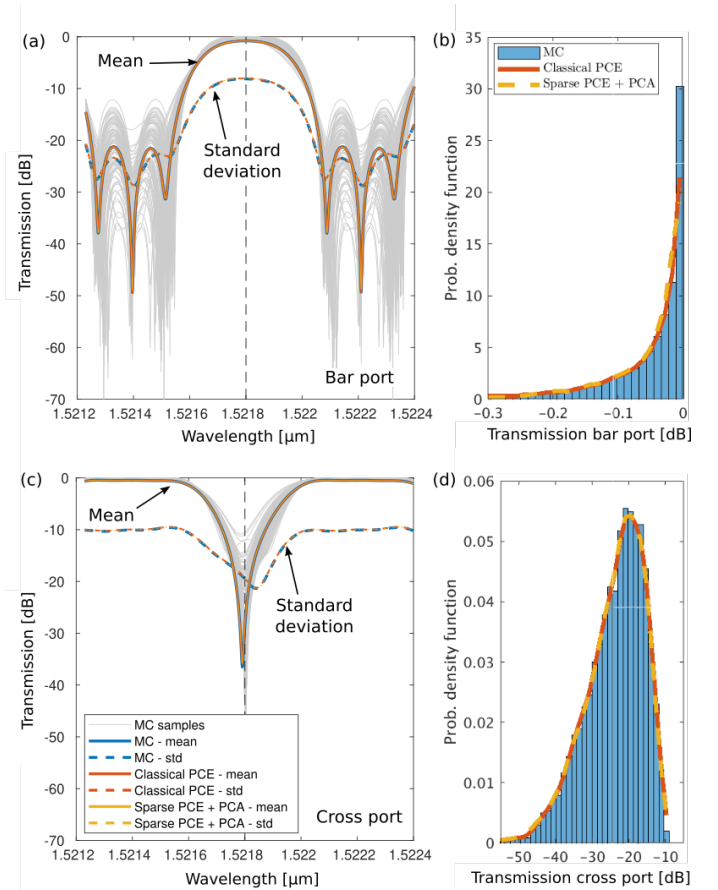 (a)
0
-10
-20
-30
-40
-50
-60
-70
Transmission [dB]
Mean
Standard
deviation
Bar port
1.5212 1.5214 1.5216 1.5218 1.522 1.5222 1.5224
Wavelength [µm]
(b)
35
30
25
20
15
10
5
0
Prob. density function
MC
Classical PCE
Sparse PCE + PCA
−0.3 −0.2 −0.1 0
Transmission bar port [dB]
(c)
0
-10
-20
-30
-40
-50
-60
-70
Transmission [dB]
Mean
Standard
deviation
MC samples
MC - mean
MC - std
Classical PCE - mean
Classical PCE - std
Sparse PCE + PCA - mean
Sparse PCE + PCA - std
Cross port
1.5212 1.5214 1.5216 1.5218 1.5220 1.5222 1.5224
Wavelength [µm]
(d)
0.06
0.05
0.04
0.03
0.02
0.01
0
Prob. density function
−50 −40 −30 −20 −10
Transmission cross port [dB]